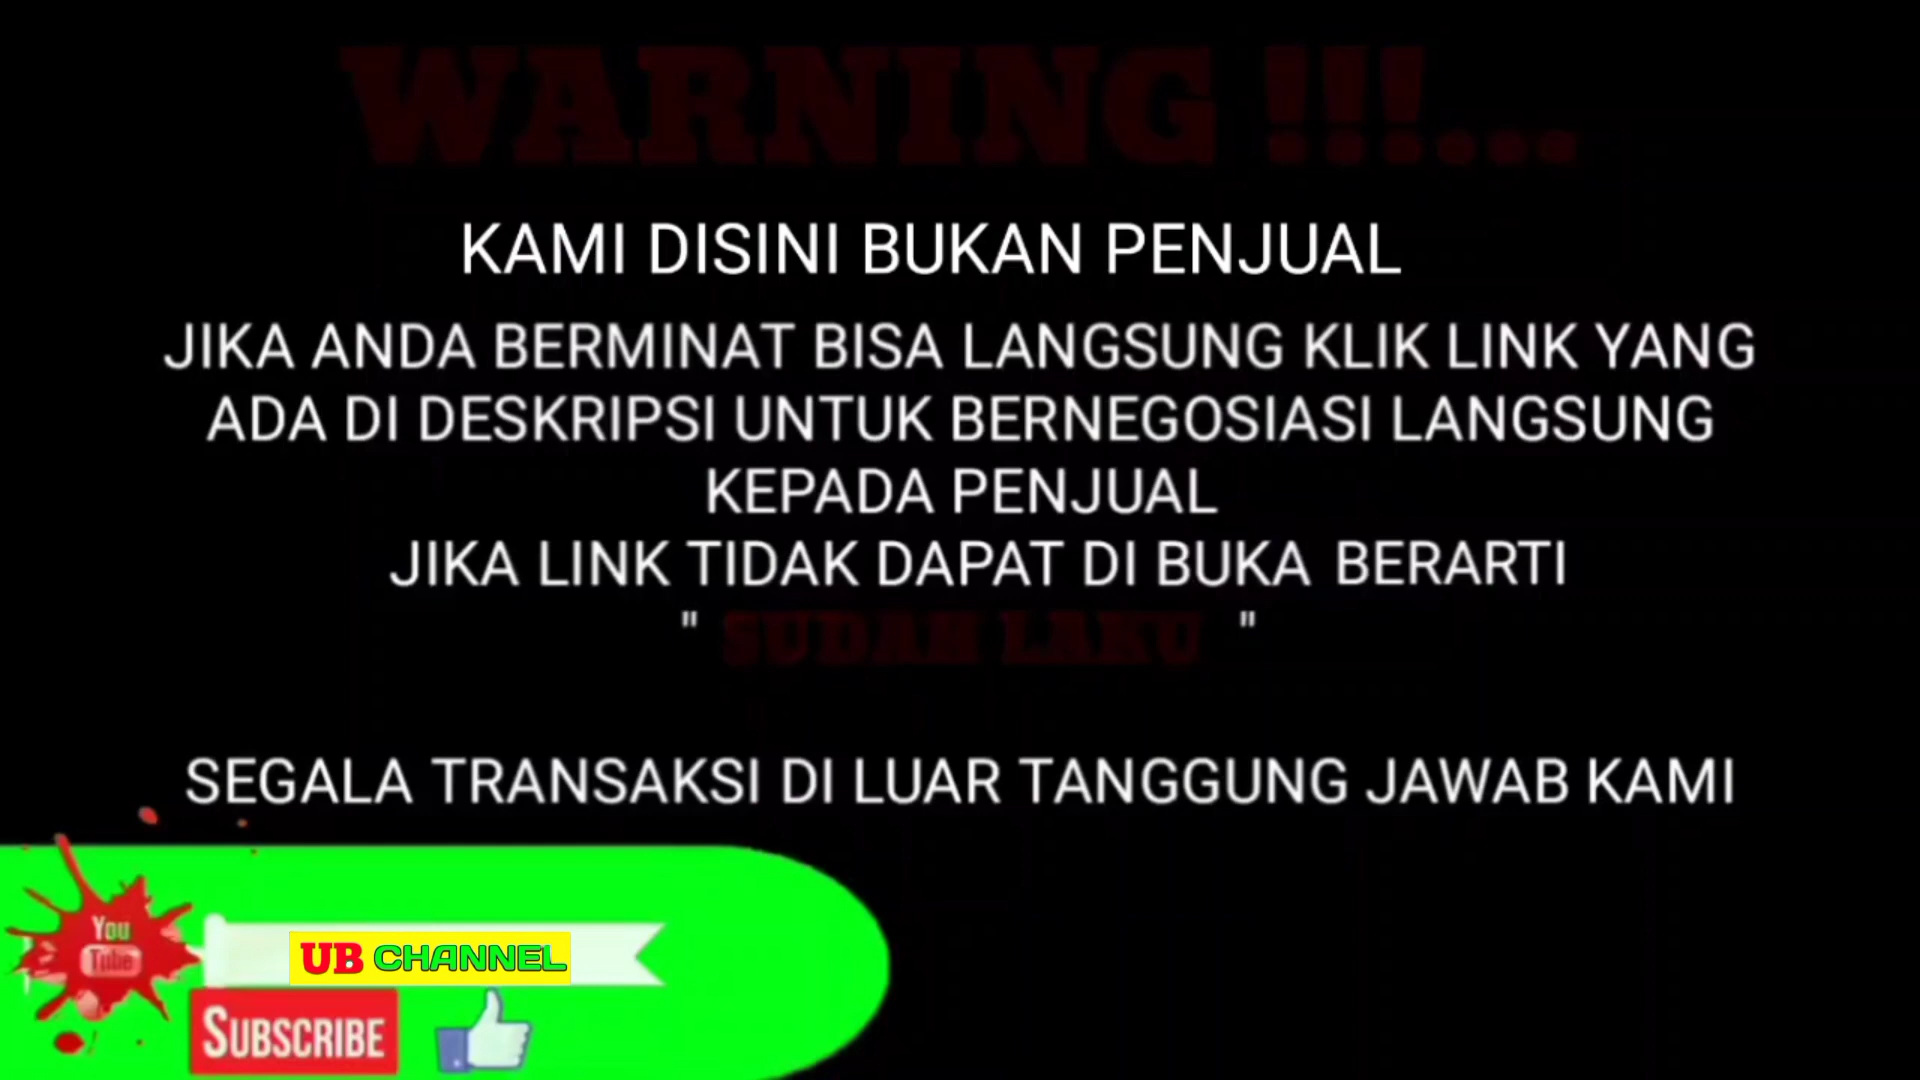 WARNING !!!...
KAMI DISINI BUKAN PENJUAL
JIKA ANDA BERMINAT BISA LANGSUNG KLIK LINK YANG
ADA DI DESKRIPSI UNTUK BERNEGOSIASI LANGSUNG
KEPADA PENJUAL
JIKA LINK TIDAK DAPAT DI BUKA BERARTI
" SUDAH LAKU "
SEGALA TRANSAKSI DI LUAR TANGGUNG JAWAB KAMI
You
Tube
UB CHANNEL
SUBSCRIBE